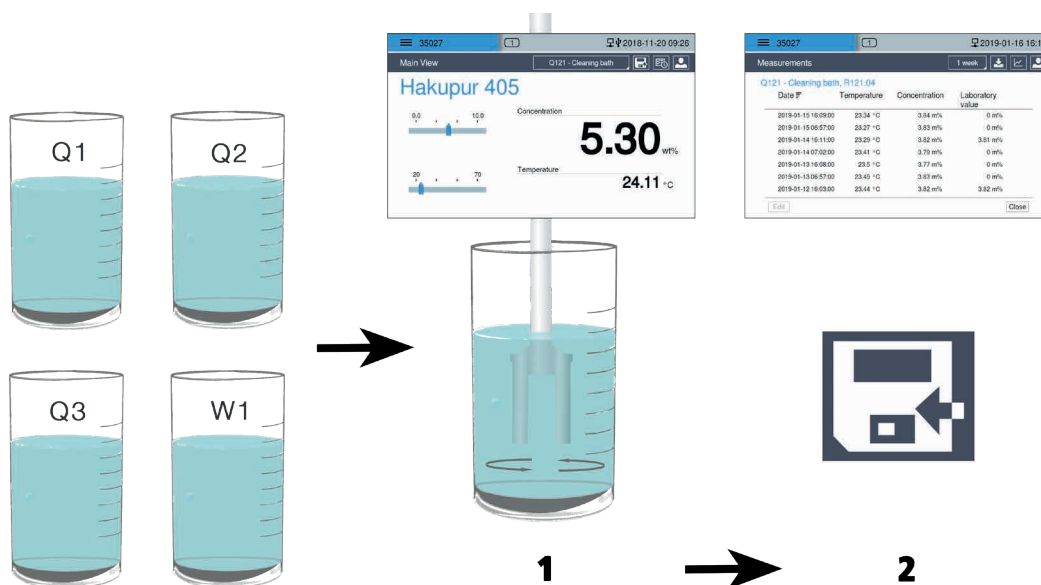 Q1
Q2
Q3
W1
35027
1
2018-11-20 09:26
Main View
Q121 - Cleaning bath
Hakupur 405
0.0 10.0
Concentration
5.30 wt%
20 70
Temperature
24.11 °C
35027
1
2019-01-16 16:1
Measurements
1 week
Q121 - Cleaning bath, R121.04
Date Temperature Concentration Laboratory value
2019-01-15 16:09:00 23.34 °C 3.84 m% 0 m%
2019-01-15 06:57:00 23.27 °C 3.83 m% 0 m%
2019-01-14 16:11:00 23.29 °C 3.82 m% 3.81 m%
2019-01-14 07:02:00 23.41 °C 3.79 m% 0 m%
2019-01-13 16:08:00 23.5 °C 3.77 m% 0 m%
2019-01-13 06:57:00 23.49 °C 3.83 m% 0 m%
2019-01-12 16:03:00 23.44 °C 3.82 m% 3.82 m%
Edit
Close
1
2